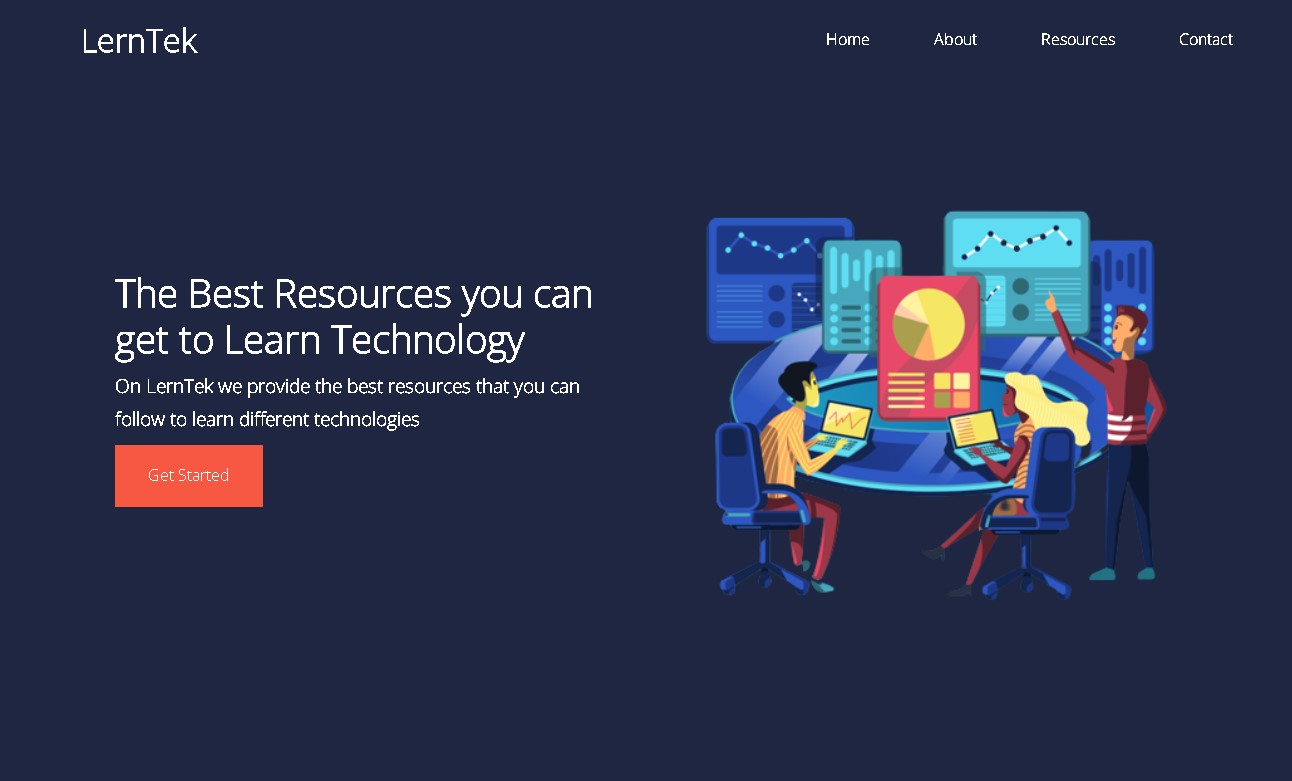 LernTek
Home
About
Resources
Contact
The Best Resources you can
get to Learn Technology
On LernTek we provide the best resources that you can
follow to learn different technologies
Get Started